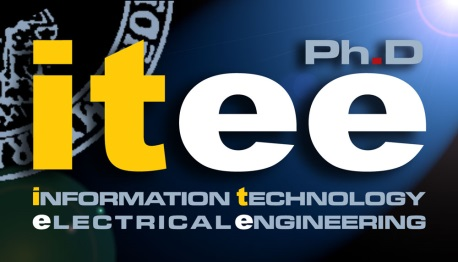 Ph.D
itee
iNFORMATION tECHNOLOGY
eLECTRICAL eNGINEERING